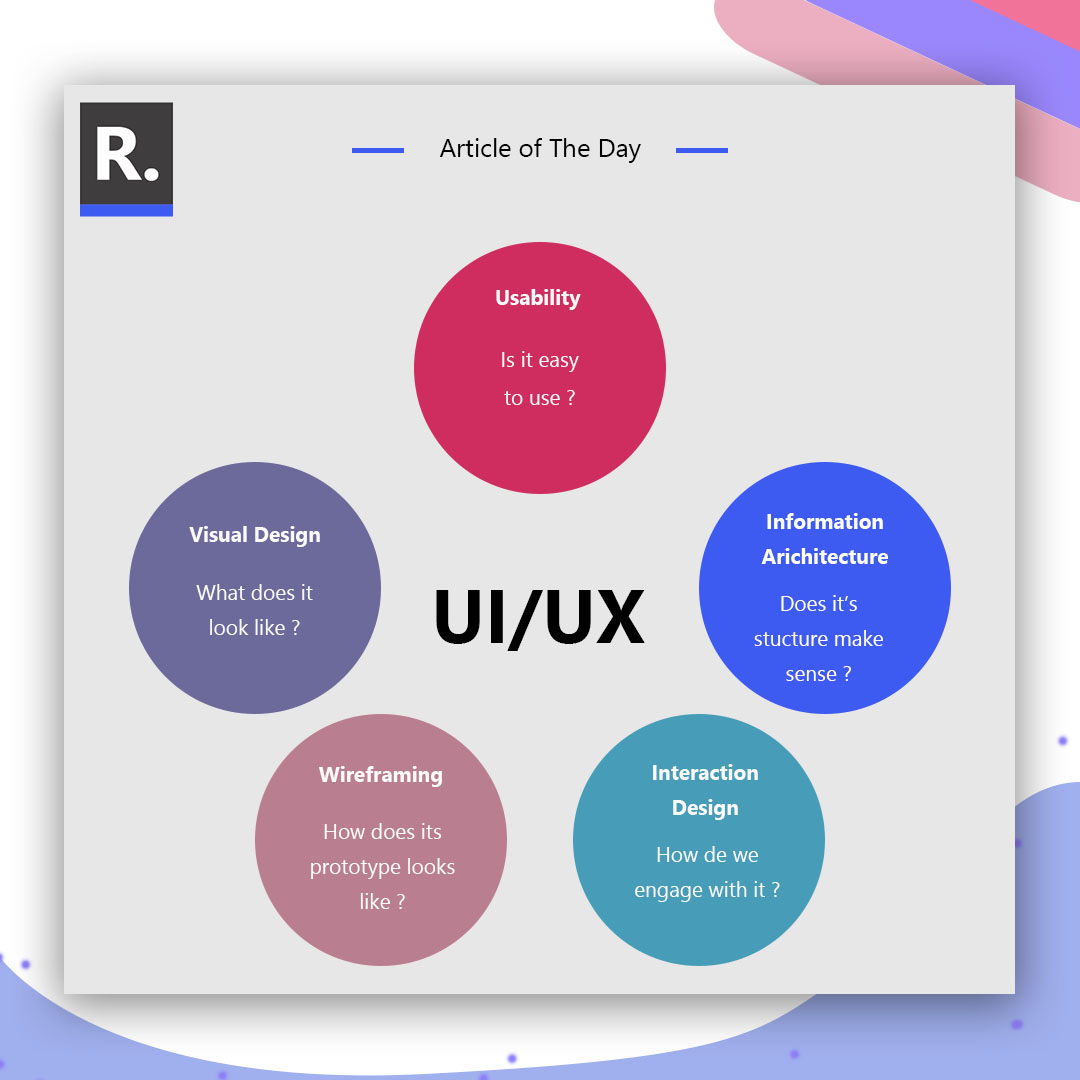 R.
Article of The Day
Usability
Is it easy
to use ?
Visual Design
What does it
look like ?
UI/UX
Information
Arichitecture
Does it’s
stucture make
sense ?
Wireframing
How does its
prototype looks
like ?
Interaction
Design
How de we
engage with it ?